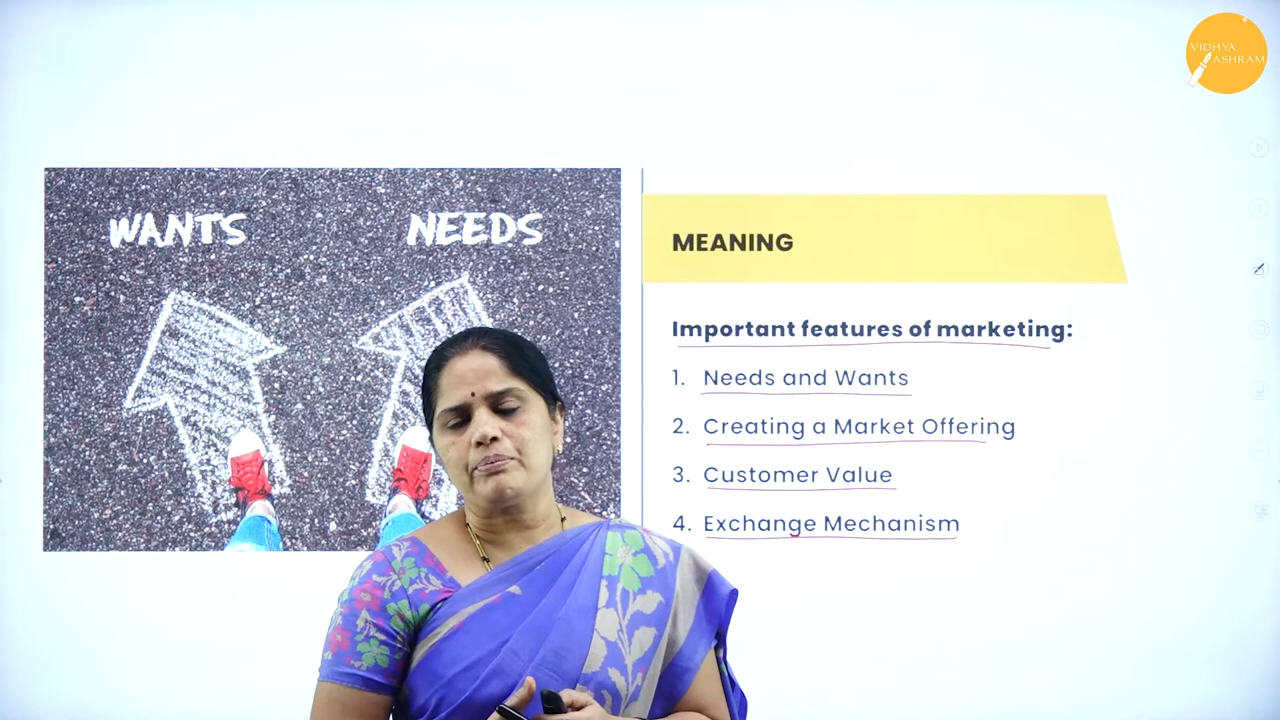 VIDHYA
ASHRAM
WANTS NEEDS
MEANING
Important features of marketing:
1. Needs and Wants
2. Creating a Market Offering
3. Customer Value
4. Exchange Mechanism